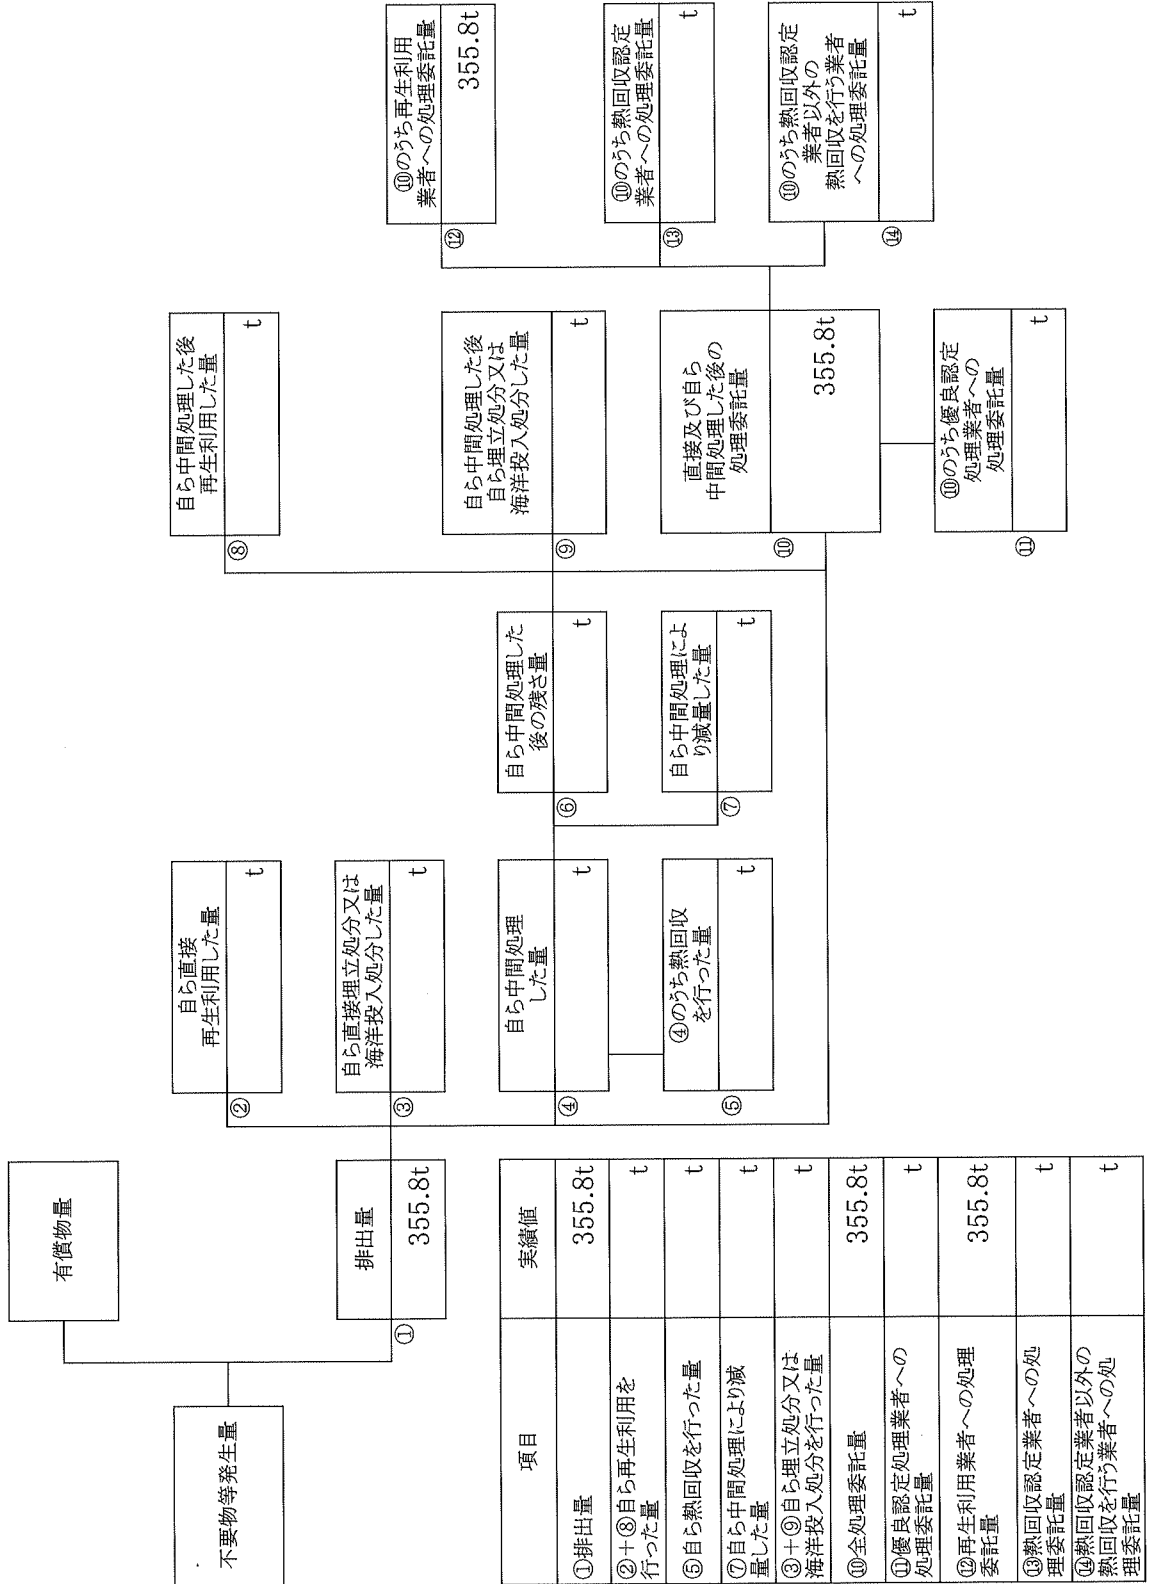 不要物等発生量
有償物量
排出量
①
355.8t
自ら直接
再生利用した量
②
t
自ら直接埋立処分又は
海洋投入処分した量
③
t
自ら中間処理
した量
④
t
④のうち熱回収
を行った量
⑤
t
自ら中間処理した
後の残さ量
⑥
t
自ら中間処理によ
り減量した量
⑦
t
自ら中間処理した後
再生利用した量
⑧
t
自ら中間処理した後
自ら埋立処分又は
海洋投入処分した量
⑨
t
直接及び自ら
中間処理した後の
処理委託量
⑩
355.8t
⑩のうち優良認定
処理業者への
処理委託量
⑪
t
⑩のうち再生利用
業者への処理委託量
⑫
355.8t
⑩のうち熱回収認定
業者への処理委託量
⑬
t
⑩のうち熱回収認定
業者以外の
熱回収を行う業者
への処理委託量
⑭
t
項目 実績値
①排出量 355.8t
②+⑧自ら再生利用を
行った量 t
⑤自ら熱回収を行った量 t
⑦自ら中間処理により減
量した量 t
③+⑨自ら埋立処分又は
海洋投入処分を行った量 t
⑩全処理委託量 355.8t
⑪優良認定処理業者への
処理委託量 t
⑫再生利用業者への処理
委託量 355.8t
⑬熱回収認定業者への処
理委託量 t
⑭熱回収認定業者以外の
熱回収を行う業者への処
理委託量 t